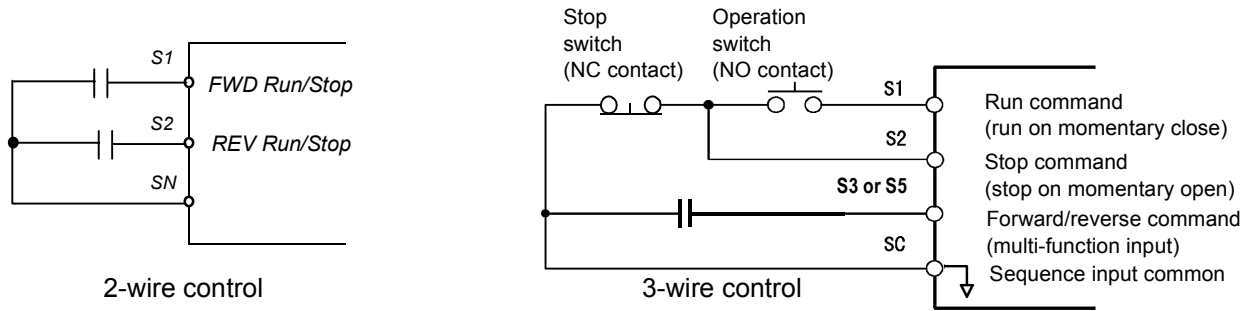 S1
FWD Run/Stop
S2
REV Run/Stop
SN
2-wire control
Stop
switch
(NC contact)
Operation
switch
(NO contact)
S1
Run command
(run on momentary close)
S2
Stop command
(stop on momentary open)
S3 or S5
Forward/reverse command
(multi-function input)
SC
Sequence input common
3-wire control